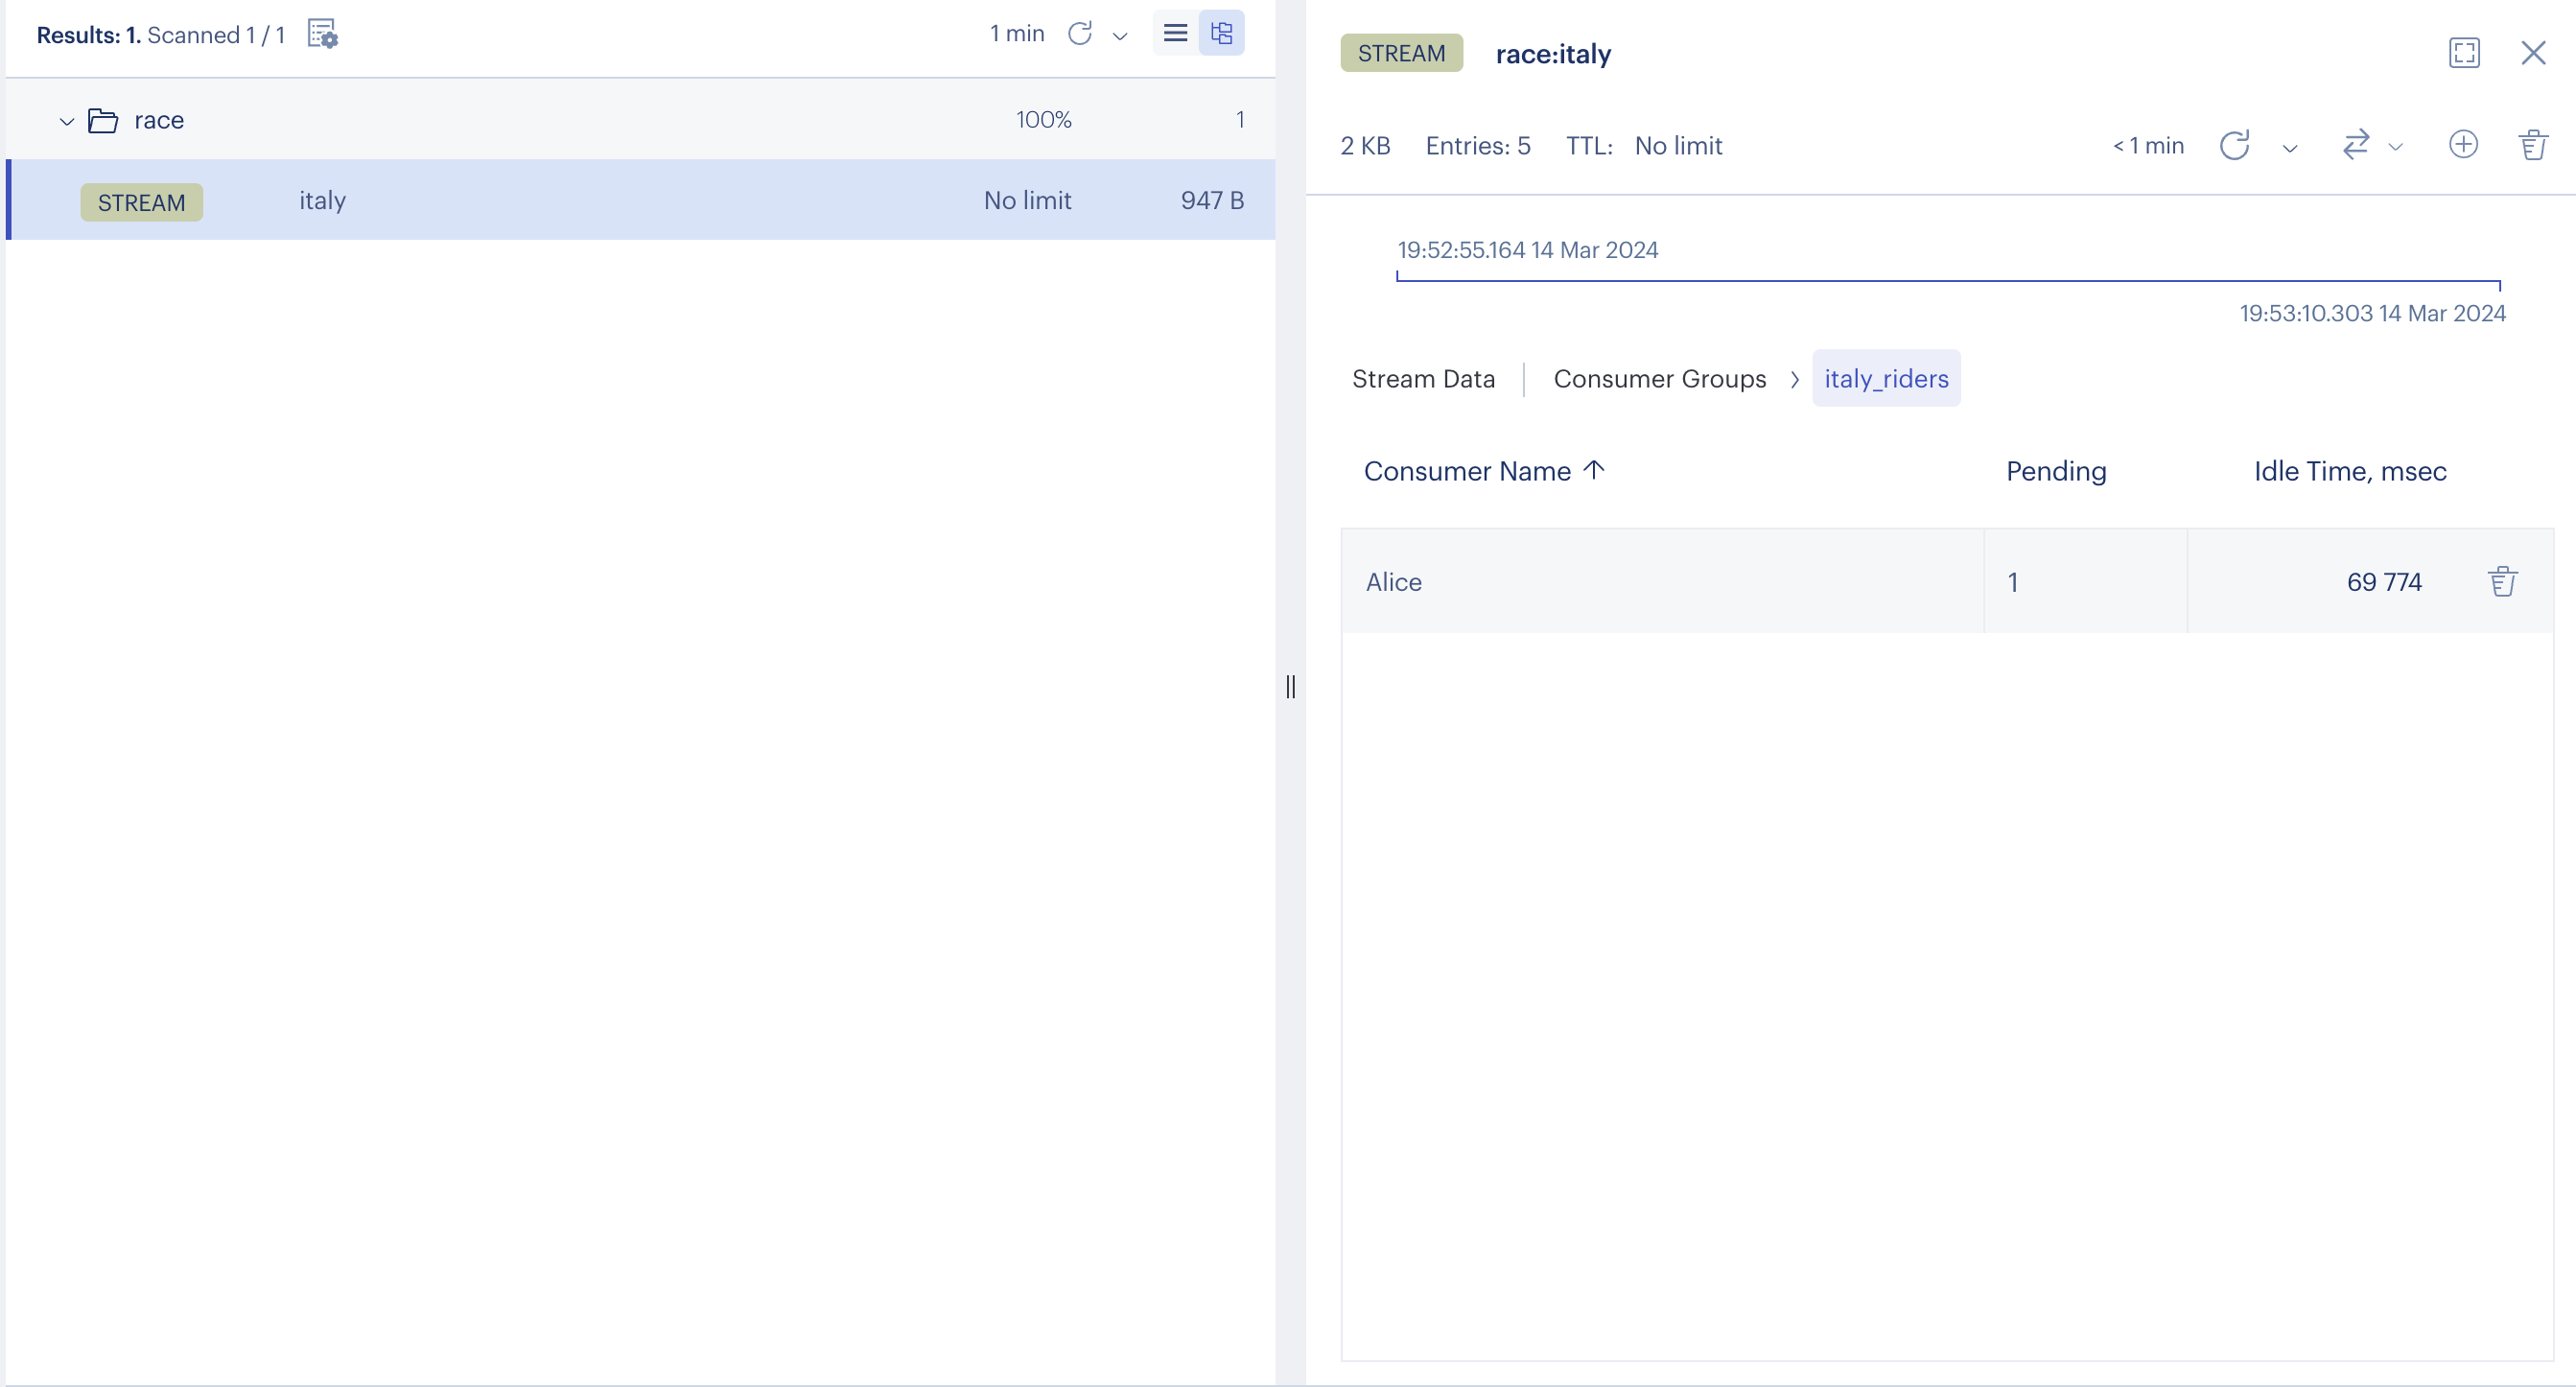 Results: 1. Scanned 1 / 1
1 min
race 100% 1
STREAM italy No limit 947 B
STREAM race:italy
2 KB Entries: 5 TTL: No limit < 1 min
19:52:55.164 14 Mar 2024
19:53:10.303 14 Mar 2024
Stream Data Consumer Groups > italy_riders
Consumer Name ↑ Pending Idle Time, msec
Alice 1 69 774